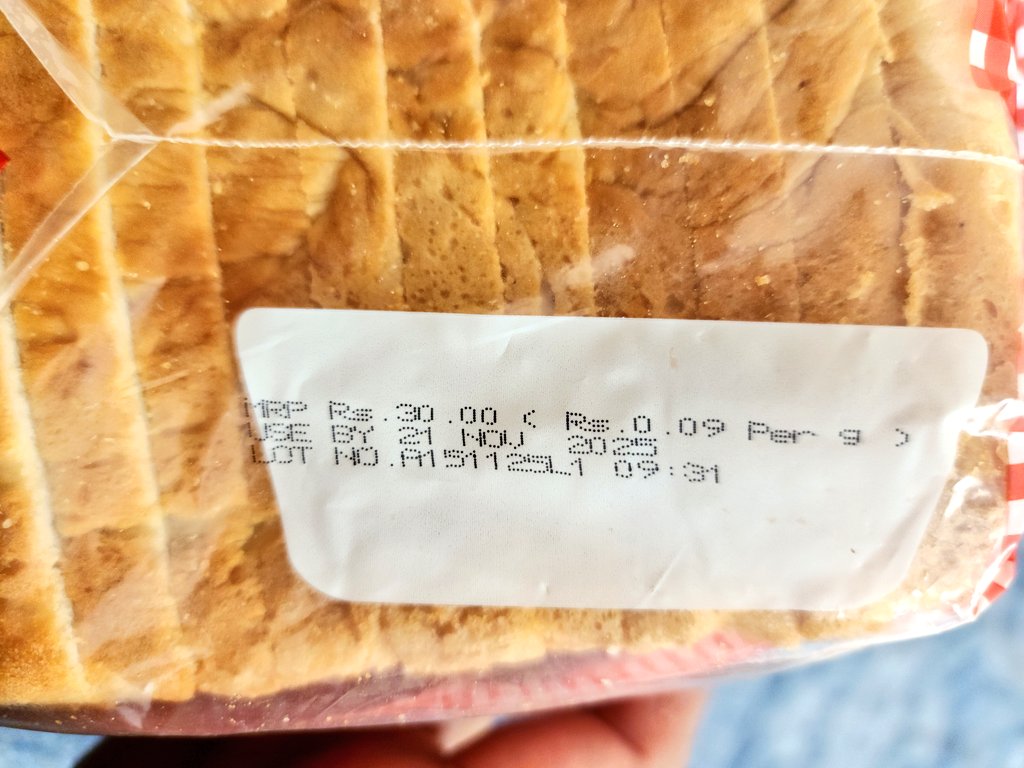 MRP Rs.30.00 < Rs.0.09 Per g >
USE BY 21 NOV 2025
LOT NO.A151125L1 09:31